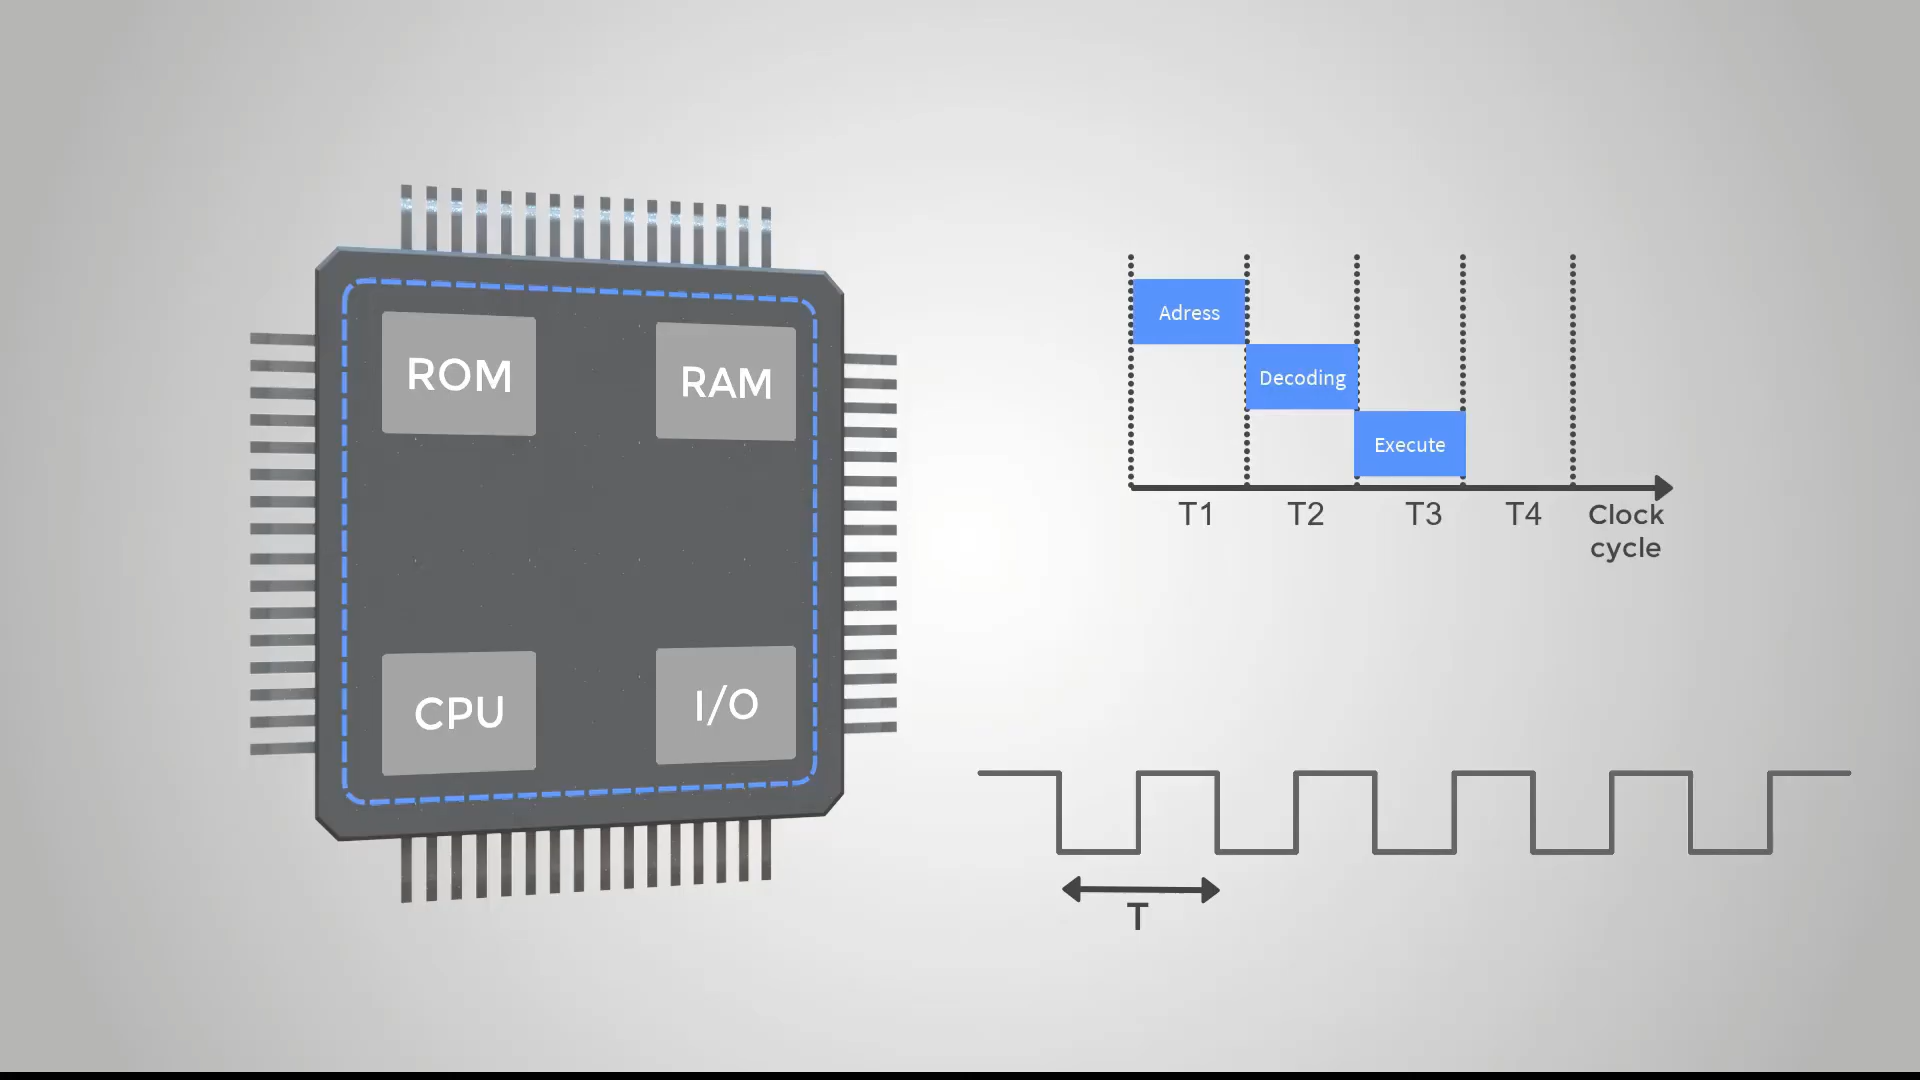 ROM
RAM
CPU
I/O
Adress
Decoding
Execute
T1
T2
T3
T4
Clock
cycle
T